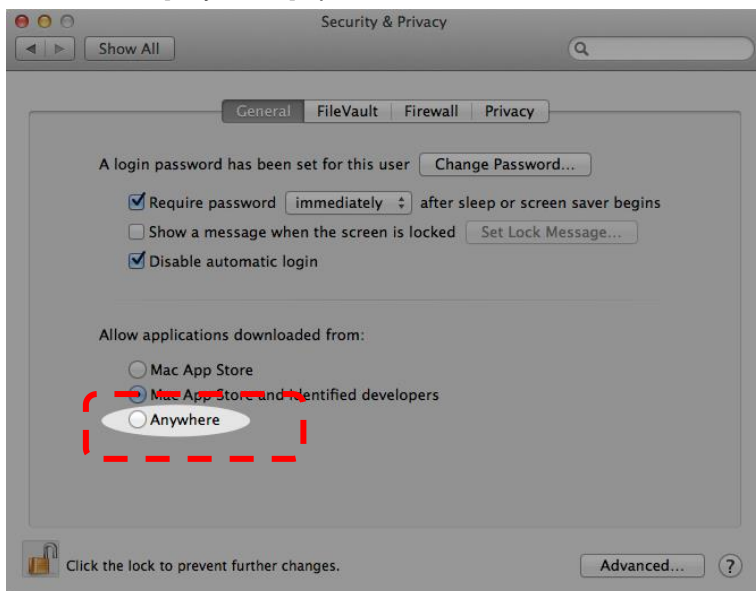 Security & Privacy
Show All
General FileVault Firewall Privacy
A login password has been set for this user Change Password...
Require password immediately after sleep or screen saver begins
Show a message when the screen is locked Set Lock Message...
Disable automatic login
Allow applications downloaded from:
Mac App Store
Mac App Store and identified developers
Anywhere
Click the lock to prevent further changes. Advanced... ?